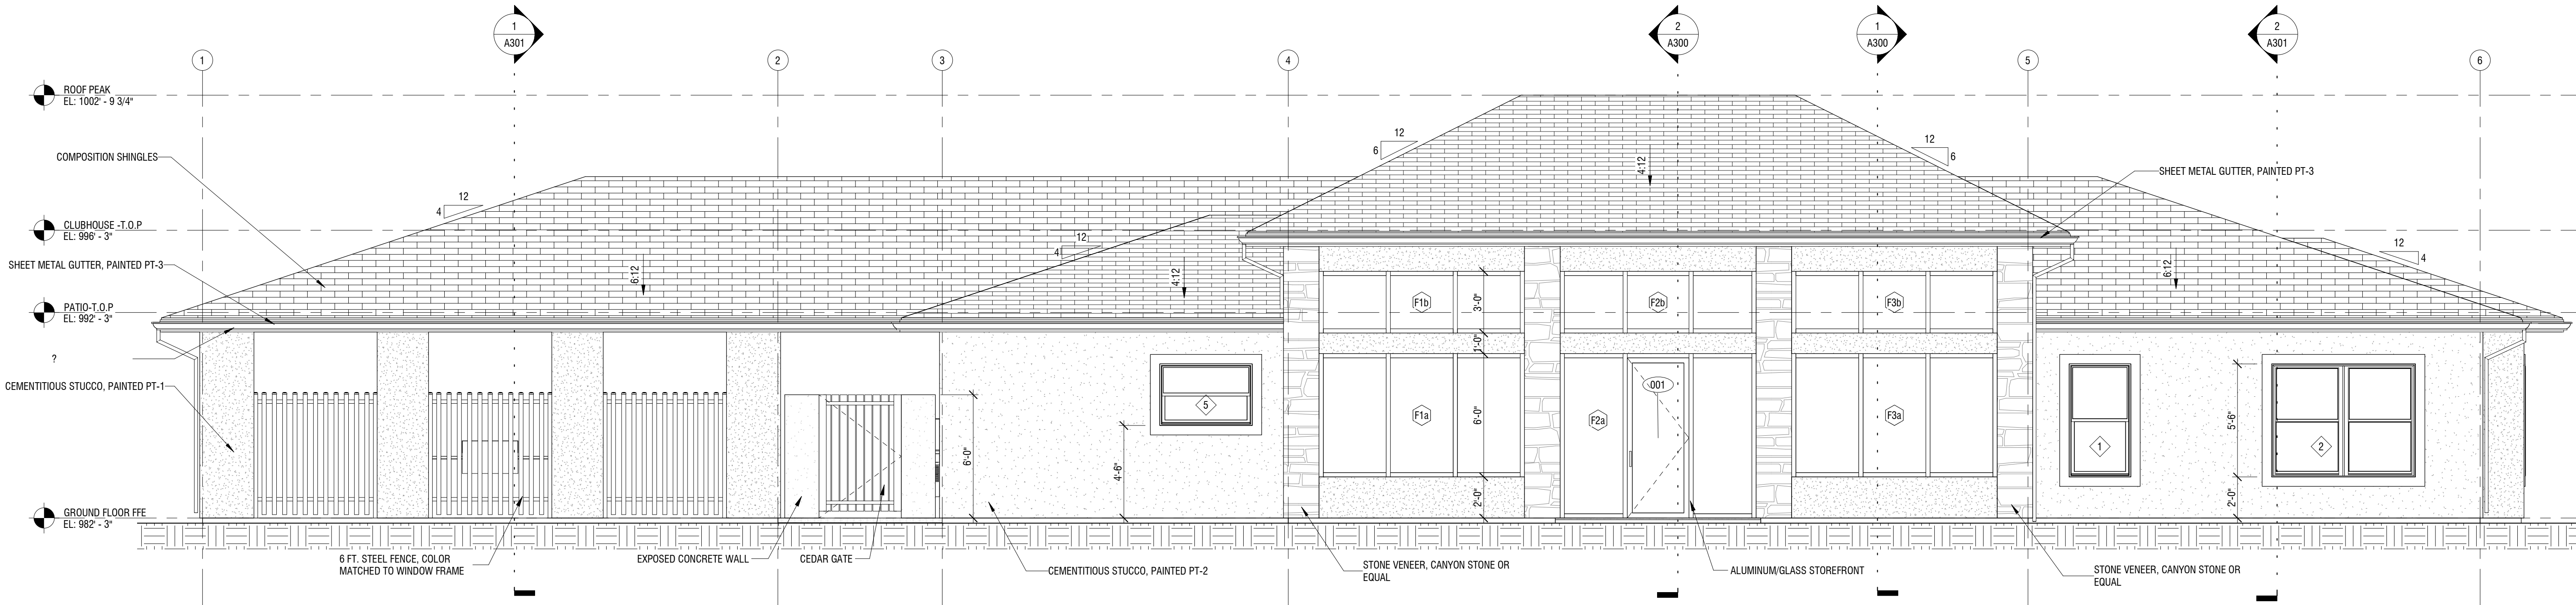 1
A301
2
A300
1
A300
2
A301
1
2
3
4
5
6
ROOF PEAK
EL: 1002' - 9 3/4"
COMPOSITION SHINGLES
12
6
12
6
4:12
SHEET METAL GUTTER, PAINTED PT-3
12
4
CLUBHOUSE -T.O.P
EL: 996' - 3"
12
4
12
4
SHEET METAL GUTTER, PAINTED PT-3
6:12
4:12
6:12
PATIO-T.O.P
EL: 992' - 3"
F1b
3'-0"
F2b
F3b
?
1'-0"
CEMENTITIOUS STUCCO, PAINTED PT-1
001
5
F1a
6'-0"
F2a
F3a
5'-6"
1
2
6'-0"
4'-6"
2'-0"
2'-0"
GROUND FLOOR FFE
EL: 982' - 3"
6 FT. STEEL FENCE, COLOR
MATCHED TO WINDOW FRAME
EXPOSED CONCRETE WALL
CEDAR GATE
CEMENTITIOUS STUCCO, PAINTED PT-2
STONE VENEER, CANYON STONE OR
EQUAL
ALUMINUM/GLASS STOREFRONT
STONE VENEER, CANYON STONE OR
EQUAL